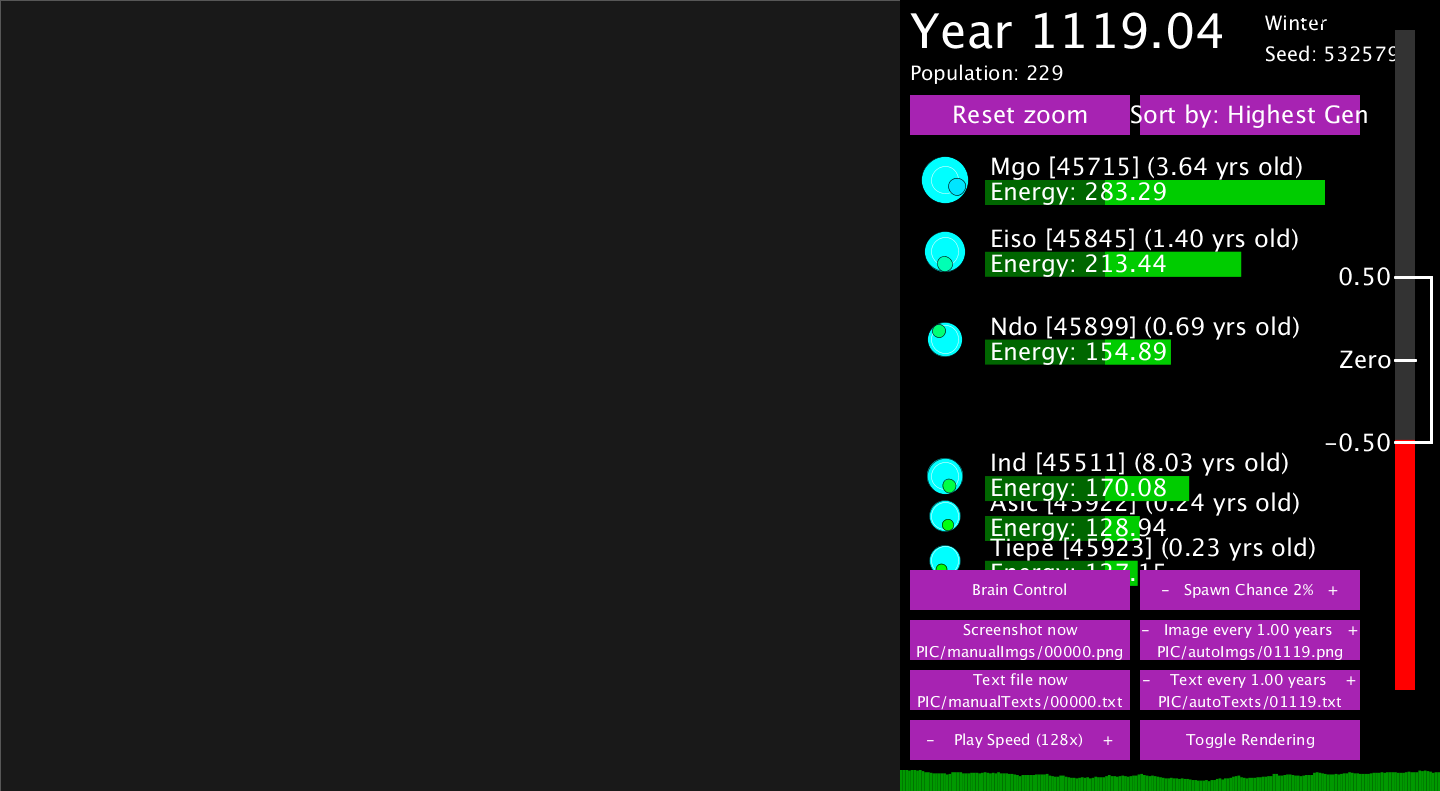 Year 1119.04
Winter
Seed: 532579
Population: 229
Reset zoom
Sort by: Highest Gen
Mgo [45715] (3.64 yrs old)
Energy: 283.29
Eiso [45845] (1.40 yrs old)
Energy: 213.44
0.50
Ndo [45899] (0.69 yrs old)
Energy: 154.89
Zero
-0.50
Ind [45511] (8.03 yrs old)
Energy: 170.08
Asic [45922] (0.24 yrs old)
Energy: 128.94
Tiepe [45923] (0.23 yrs old)
Energy: 127.15
Brain Control
- Spawn Chance 2% +
Screenshot now
PIC/manualImgs/00000.png
- Image every 1.00 years +
PIC/autoImgs/01119.png
Text file now
PIC/manualTexts/00000.txt
- Text every 1.00 years +
PIC/autoTexts/01119.txt
- Play Speed (128x) +
Toggle Rendering